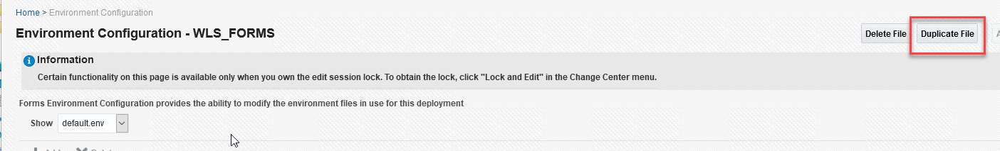 Home > Environment Configuration
Environment Configuration - WLS_FORMS
Delete File
Duplicate File
Information
Certain functionality on this page is available only when you own the edit session lock. To obtain the lock, click "Lock and Edit" in the Change Center menu.
Forms Environment Configuration provides the ability to modify the environment files in use for this deployment
Show default.env